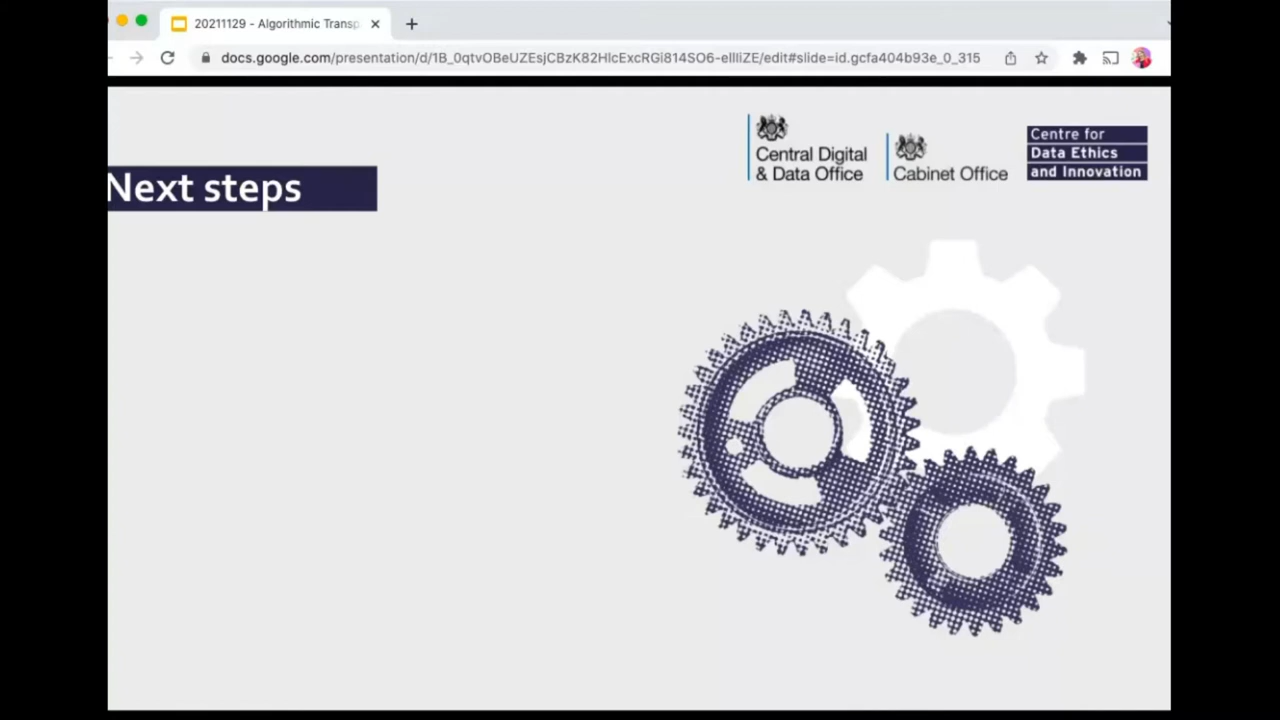 20211129 - Algorithmic Transp
docs.google.com/presentation/d/1B_0qtvOBeUZEsjCBzK82HlcExcRGi814SO6-ellIiZE/edit#slide=id.gcfa404b93e_0_315
Central Digital
& Data Office
Cabinet Office
Centre for
Data Ethics
and Innovation
Next steps